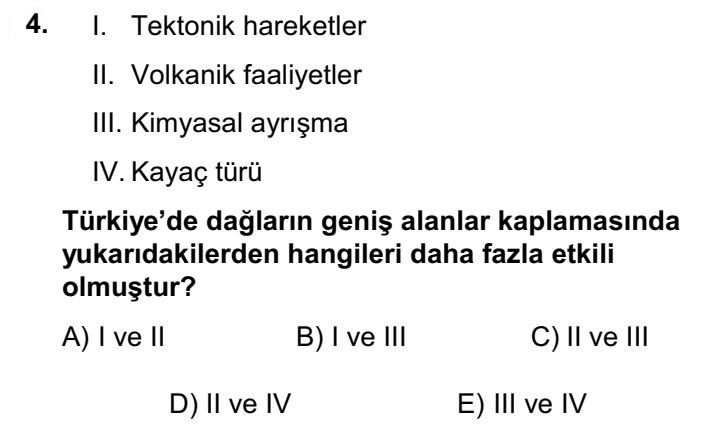 4. I. Tektonik hareketler
II. Volkanik faaliyetler
III. Kimyasal ayrışma
IV. Kayaç türü
Türkiye’de dağların geniş alanlar kaplamasında
yukarıdakilerden hangileri daha fazla etkili
olmuştur?
A) I ve II B) I ve III C) II ve III
D) II ve IV E) III ve IV